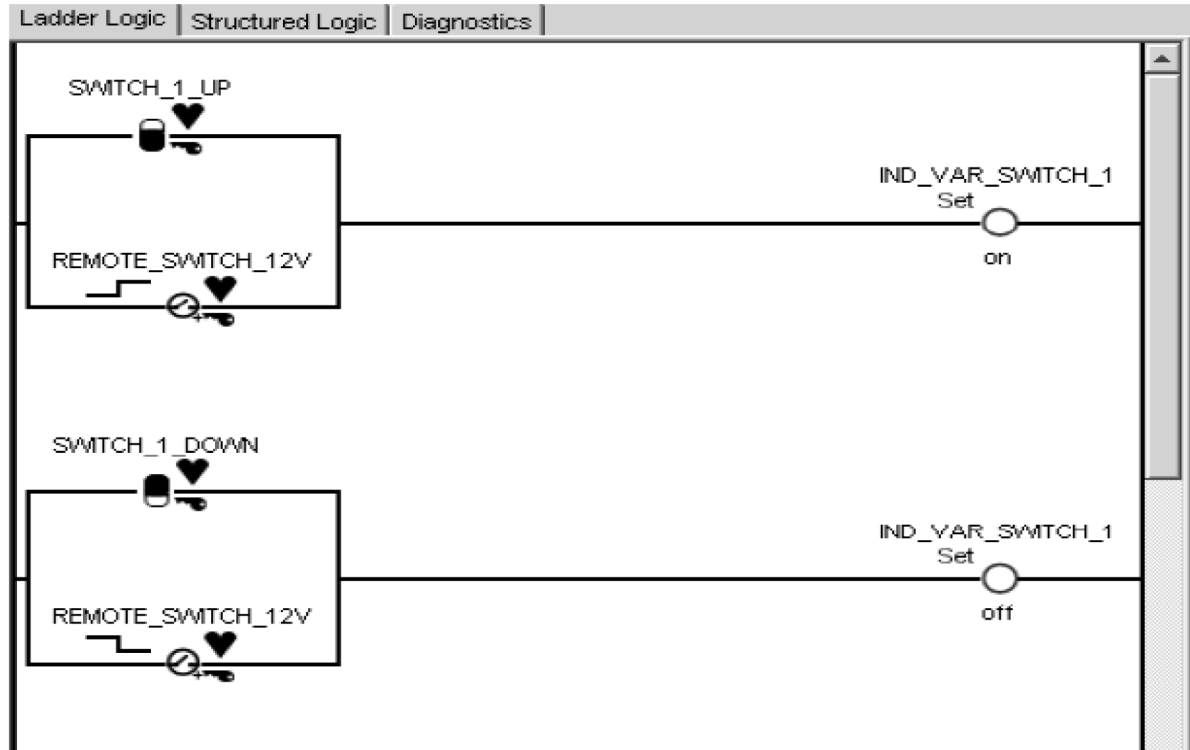 Ladder Logic Structured Logic Diagnostics
SWITCH_1_UP
IND_VAR_SWITCH_1
Set
on
REMOTE_SWITCH_12V
SWITCH_1_DOWN
IND_VAR_SWITCH_1
Set
off
REMOTE_SWITCH_12V